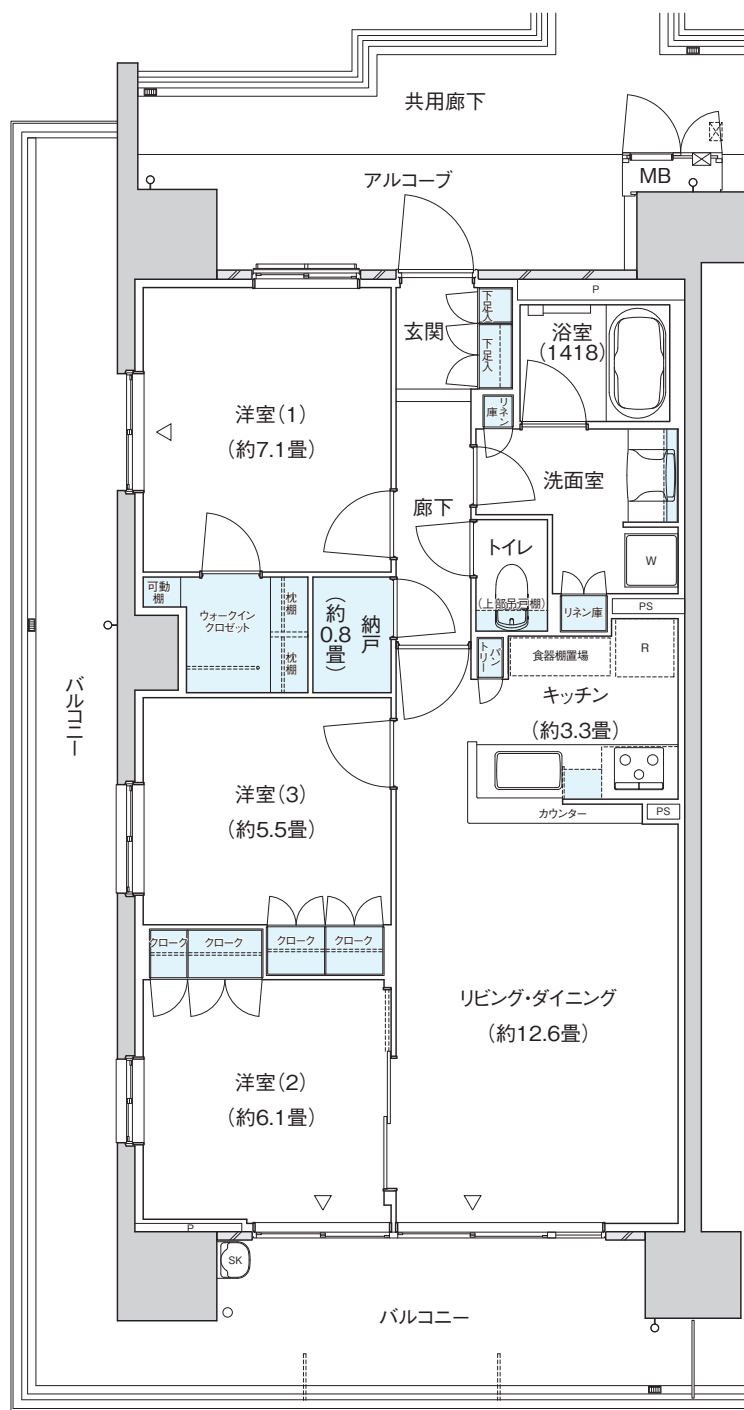 共用廊下
アルコーブ
MB
P
玄関
下足入
下足入
浴室
(1418)
リネン庫
洋室(1)
(約7.1畳)
廊下
洗面室
トイレ
(上部吊戸棚)
W
リネン庫
PS
可動棚
ウォークイン
クロゼット
枕棚
枕棚
納戸
(約0.8畳)
パントリー
食器棚置場
R
キッチン
(約3.3畳)
バルコニー
洋室(3)
(約5.5畳)
カウンター
PS
クローク
クローク
クローク
クローク
リビング・ダイニング
(約12.6畳)
洋室(2)
(約6.1畳)
P
SK
バルコニー